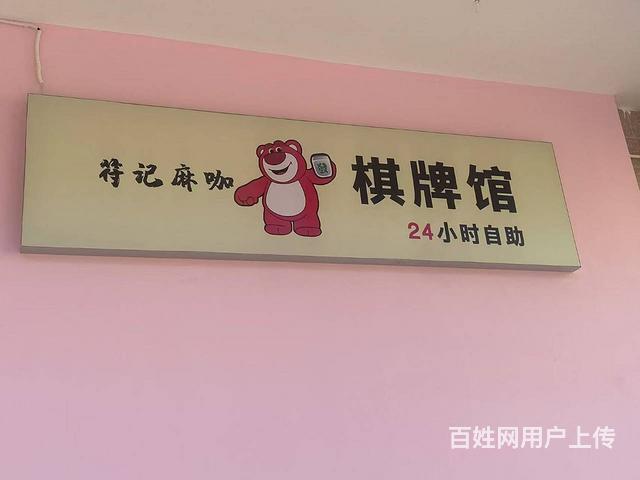 符记麻咖
發
棋牌馆
24小时自助
百姓网用户上传